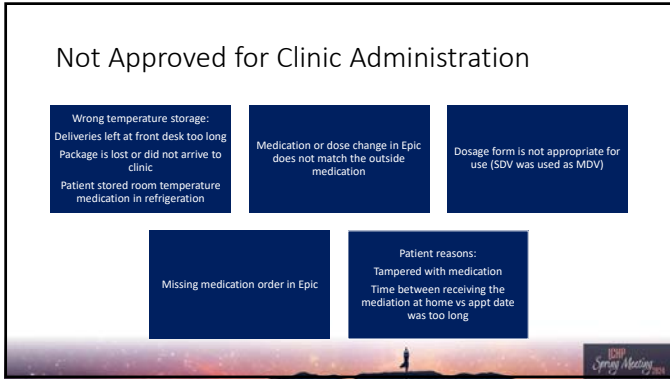 Not Approved for Clinic Administration
Wrong temperature storage:
Deliveries left at front desk too long
Package is lost or did not arrive to
clinic
Patient stored room temperature
medication in refrigeration
Medication or dose change in Epic
does not match the outside
medication
Dosage form is not appropriate for
use (SDV was used as MDV)
Missing medication order in Epic
Patient reasons:
Tampered with medication
Time between receiving the
mediation at home vs appt date
was too long
ICHP
Spring Meeting 2024